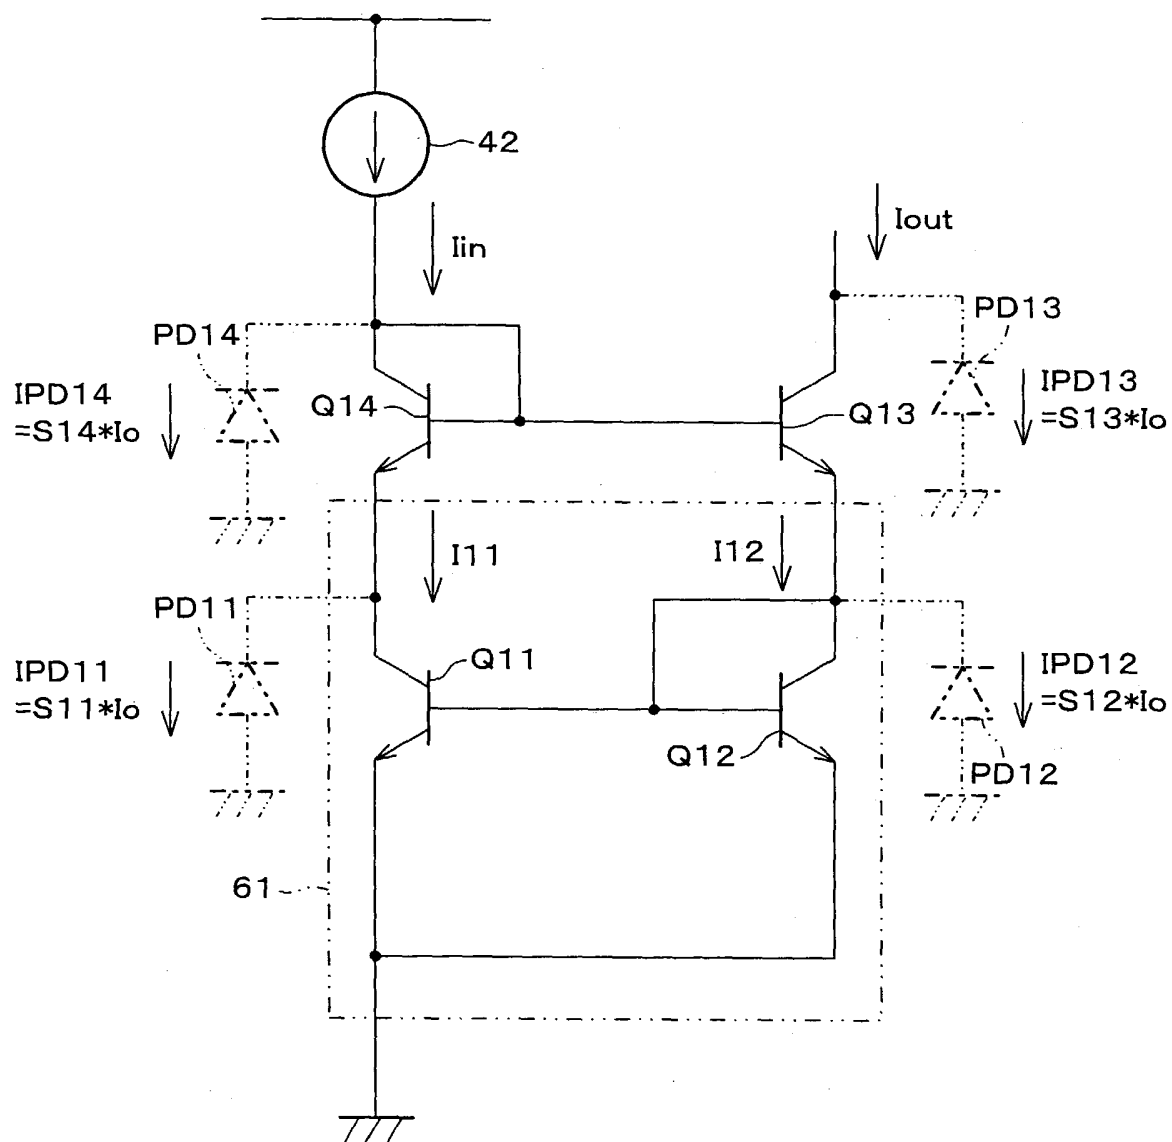 42
Iin
Iout
PD14
PD13
IPD14
=S14*Io
Q14
Q13
IPD13
=S13*Io
I11
I12
PD11
IPD11
=S11*Io
Q11
Q12
IPD12
=S12*Io
PD12
61